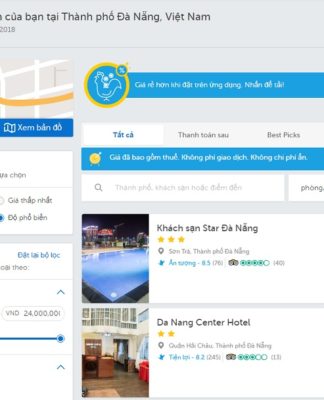 của bạn tại Thành phố Đà Nẵng, Việt Nam
2018
Giá rẻ hơn khi đặt trên ứng dụng. Nhấn để tải!
Xem bản đồ
Tất cả
Thanh toán sau
Best Picks
Giá đã bao gồm thuế. Không phí giao dịch. Không chi phí ẩn.
chọn
Giá thấp nhất
Độ phổ biến
Thành phố, khách sạn hoặc điểm đến
phòng,
Khách sạn Star Đà Nẵng
Sơn Trà, Thành phố Đà Nẵng
Ấn tượng - 8.5 (76) (40)
Đặt lại bộ lọc
theo:
VND 24,000,00
Da Nang Center Hotel
Quận Hải Châu, Thành phố Đà Nẵng
Tiện lợi - 8.2 (245) (13)